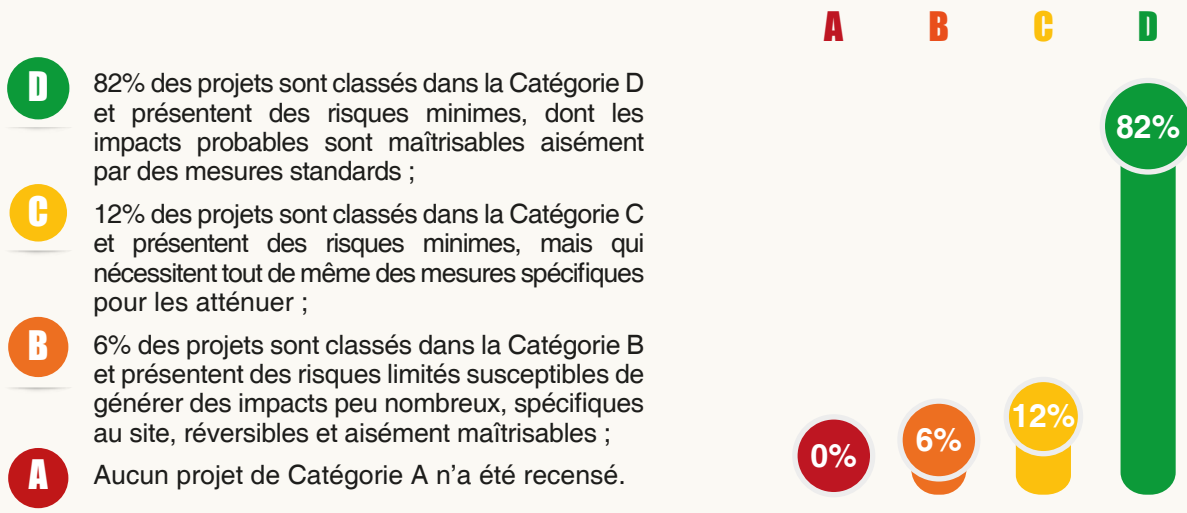 D
82% des projets sont classés dans la Catégorie D
et présentent des risques minimes, dont les
impacts probables sont maîtrisables aisément
par des mesures standards ;
C
12% des projets sont classés dans la Catégorie C
et présentent des risques minimes, mais qui
nécessitent tout de même des mesures spécifiques
pour les atténuer ;
B
6% des projets sont classés dans la Catégorie B
et présentent des risques limités susceptibles de
générer des impacts peu nombreux, spécifiques
au site, réversibles et aisément maîtrisables ;
A
Aucun projet de Catégorie A n'a été recensé.
A B C D
0% 6% 12% 82%